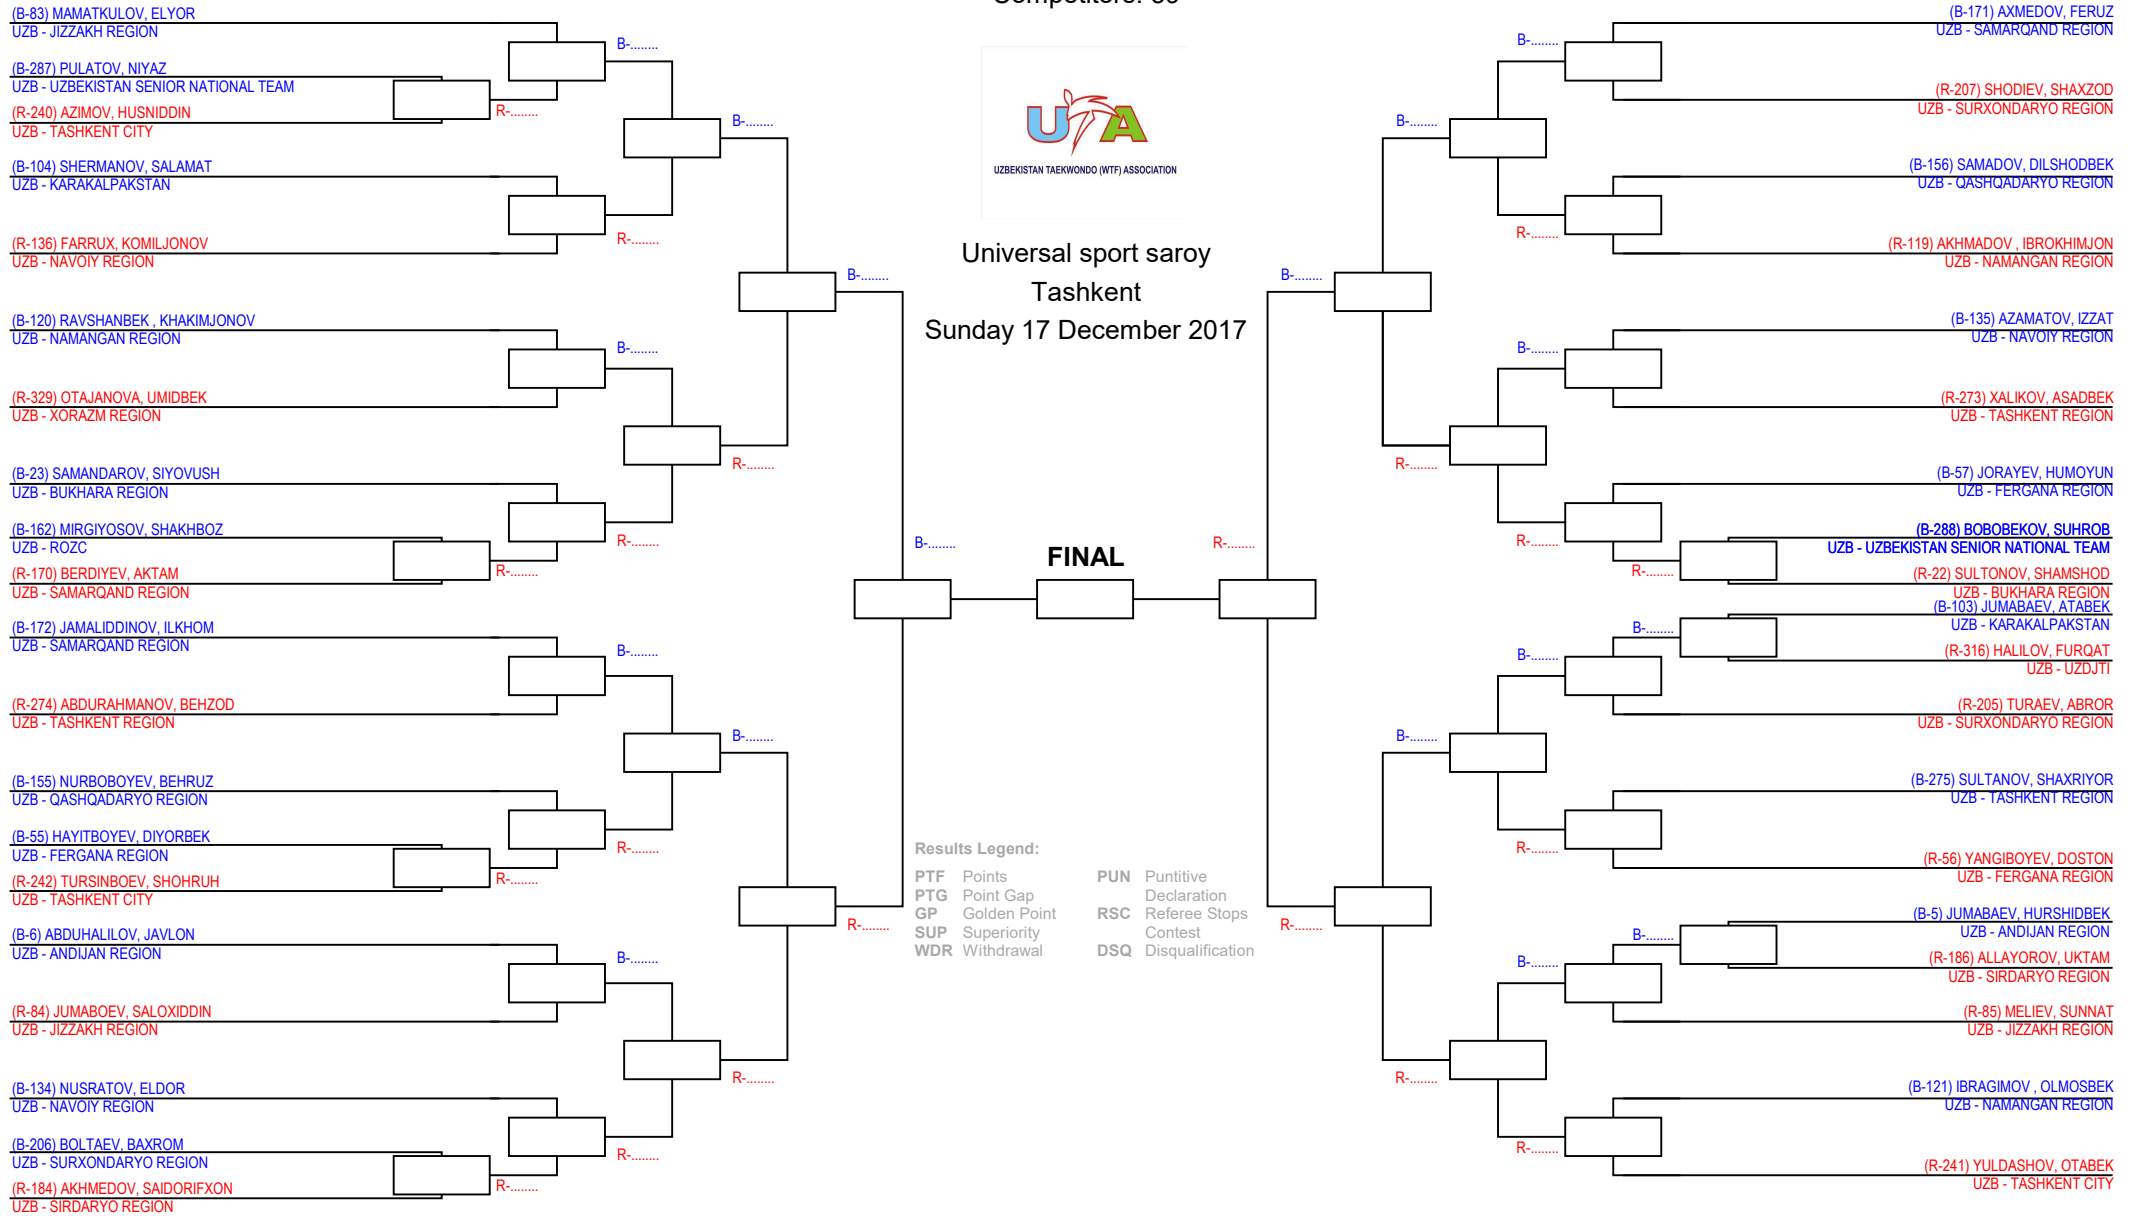 Competitors: 39
(B-83) MAMATKULOV, ELYOR
UZB - JIZZAKH REGION
B-........
(B-287) PULATOV, NIYAZ
UZB - UZBEKISTAN SENIOR NATIONAL TEAM
(R-240) AZIMOV, HUSNIDDIN
UZB - TASHKENT CITY
R-........
B-........
(B-104) SHERMANOV, SALAMAT
UZB - KARAKALPAKSTAN
(R-136) FARRUX, KOMILJONOV
UZB - NAVOIY REGION
R-........
B-........
(B-120) RAVSHANBEK , KHAKIMJONOV
UZB - NAMANGAN REGION
B-........
(R-329) OTAJANOVA, UMIDBEK
UZB - XORAZM REGION
R-........
(B-23) SAMANDAROV, SIYOVUSH
UZB - BUKHARA REGION
(B-162) MIRGIYOSOV, SHAKHBOZ
UZB - ROZC
(R-170) BERDIYEV, AKTAM
UZB - SAMARQAND REGION
R-........
R-........
B-........
(B-172) JAMALIDDINOV, ILKHOM
UZB - SAMARQAND REGION
B-........
(R-274) ABDURAHMANOV, BEHZOD
UZB - TASHKENT REGION
B-........
(B-155) NURBOBOYEV, BEHRUZ
UZB - QASHQADARYO REGION
(B-55) HAYITBOYEV, DIYORBEK
UZB - FERGANA REGION
(R-242) TURSINBOEV, SHOHRUH
UZB - TASHKENT CITY
R-........
R-........
R-........
(B-6) ABDUHALILOV, JAVLON
UZB - ANDIJAN REGION
B-........
(R-84) JUMABOEV, SALOXIDDIN
UZB - JIZZAKH REGION
R-........
(B-134) NUSRATOV, ELDOR
UZB - NAVOIY REGION
(B-206) BOLTAEV, BAXROM
UZB - SURXONDARYO REGION
(R-184) AKHMEDOV, SAIDORIFXON
UZB - SIRDARYO REGION
R-........
R-........
UTA
UZBEKISTAN TAEKWONDO (WTF) ASSOCIATION
Universal sport saroy
Tashkent
Sunday 17 December 2017
FINAL
Results Legend:
PTF Points
PTG Point Gap
GP Golden Point
SUP Superiority
WDR Withdrawal
PUN Puntitive
Declaration
RSC Referee Stops
Contest
DSQ Disqualification
(B-171) AXMEDOV, FERUZ
UZB - SAMARQAND REGION
B-........
(R-207) SHODIEV, SHAXZOD
UZB - SURXONDARYO REGION
B-........
(B-156) SAMADOV, DILSHODBEK
UZB - QASHQADARYO REGION
R-........
(R-119) AKHMADOV , IBROKHIMJON
UZB - NAMANGAN REGION
B-........
(B-135) AZAMATOV, IZZAT
UZB - NAVOIY REGION
B-........
(R-273) XALIKOV, ASADBEK
UZB - TASHKENT REGION
R-........
(B-57) JORAYEV, HUMOYUN
UZB - FERGANA REGION
(B-288) BOBOBEKOV, SUHROB
UZB - UZBEKISTAN SENIOR NATIONAL TEAM
R-........
R-........
R-........
(R-22) SULTONOV, SHAMSHOD
UZB - BUKHARA REGION
(B-103) JUMABAEV, ATABEK
UZB - KARAKALPAKSTAN
B-........
(R-316) HALILOV, FURQAT
UZB - UZDJTI
B-........
(R-205) TURAEV, ABROR
UZB - SURXONDARYO REGION
B-........
(B-275) SULTANOV, SHAXRIYOR
UZB - TASHKENT REGION
R-........
(R-56) YANGIBOYEV, DOSTON
UZB - FERGANA REGION
R-........
(B-5) JUMABAEV, HURSHIDBEK
UZB - ANDIJAN REGION
B-........
(R-186) ALLAYOROV, UKTAM
UZB - SIRDARYO REGION
B-........
(R-85) MELIEV, SUNNAT
UZB - JIZZAKH REGION
R-........
(B-121) IBRAGIMOV , OLMOSBEK
UZB - NAMANGAN REGION
R-........
(R-241) YULDASHOV, OTABEK
UZB - TASHKENT CITY